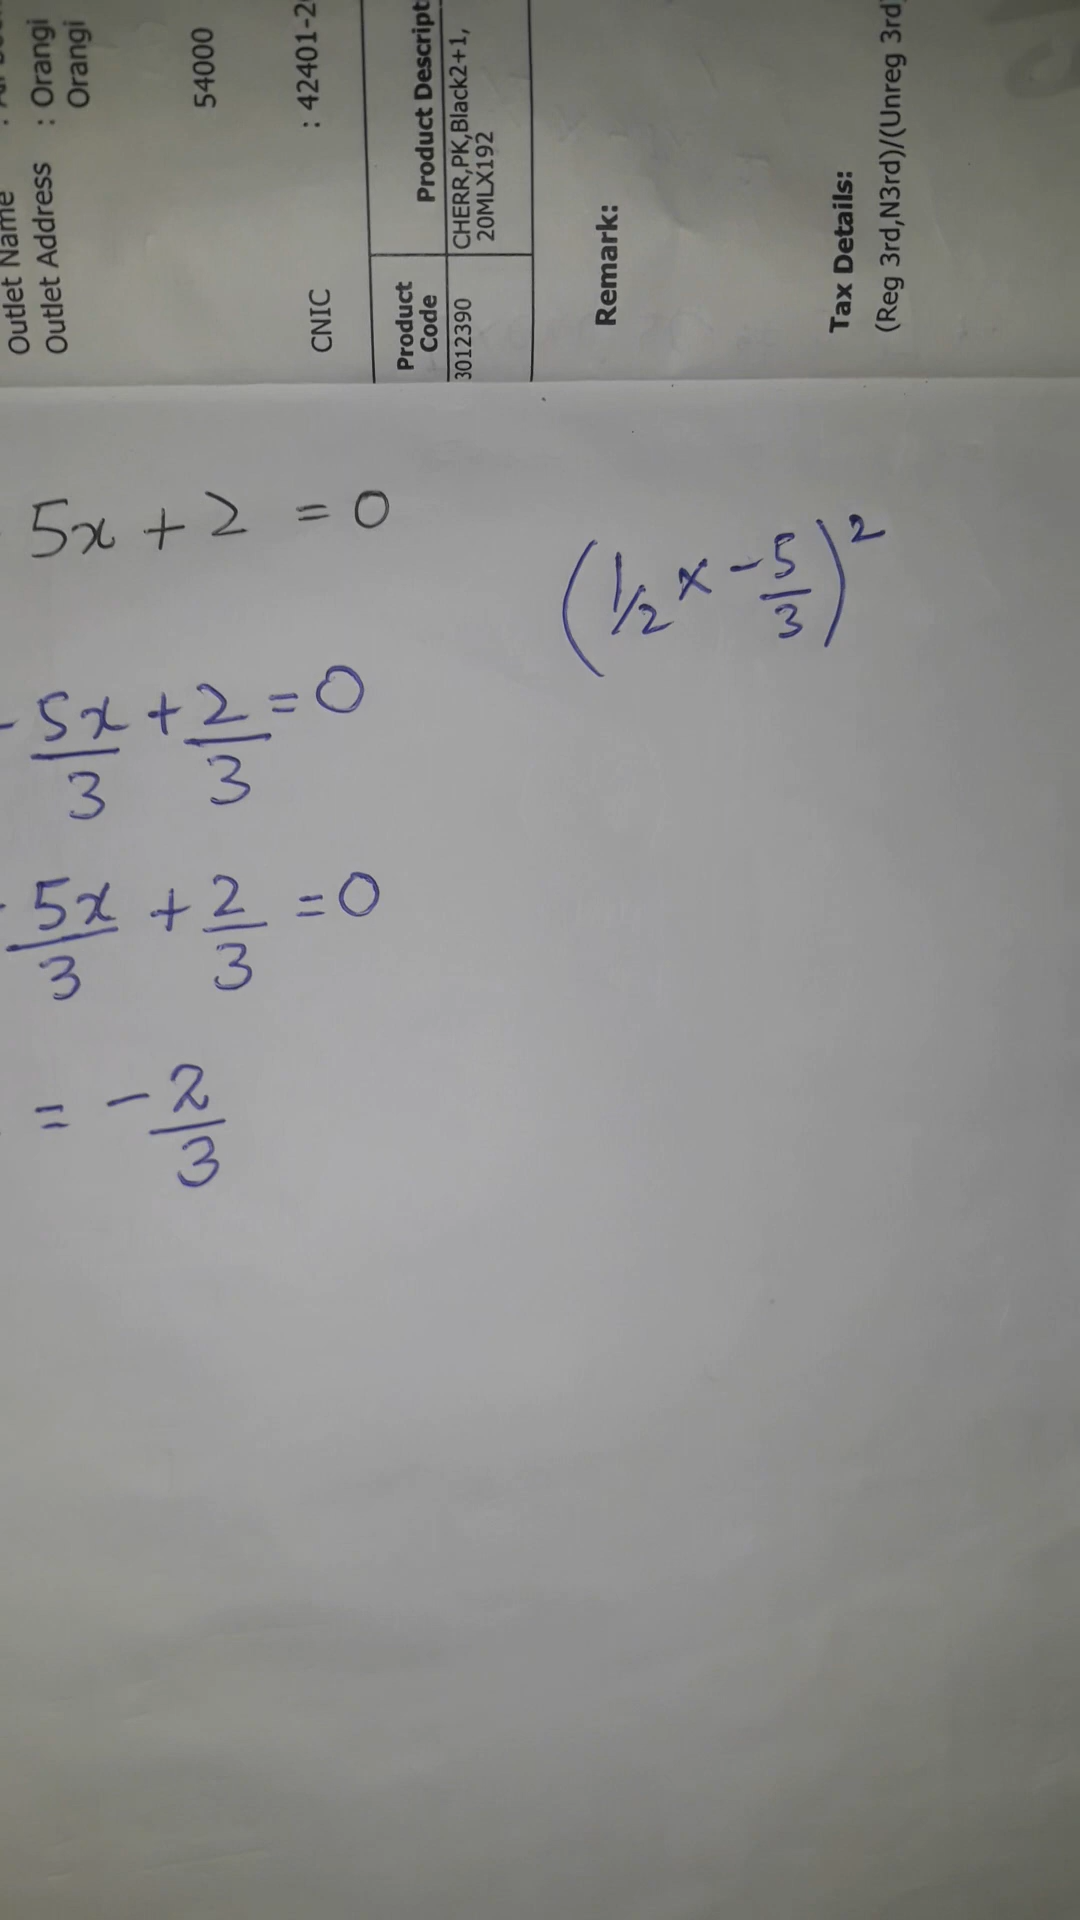 Outlet Name :
Outlet Address : Orangi
Orangi
54000
CNIC : 42401-2
Product Code
Product Descript
3012390
CHERR,PK,Black2+1,
20MLX192
Remark:
Tax Details:
(Reg 3rd,N3rd)/(Unreg 3rd)
- 5x + 2 = 0
(1/2 × -5/3)²
- 5x/3 + 2/3 = 0
- 5x/3 + 2/3 = 0
= -2/3